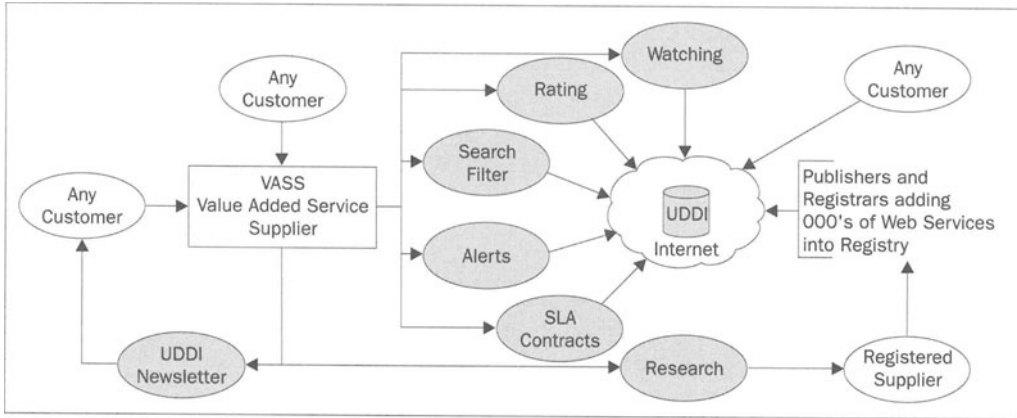 Watching
Any
Customer
Any
Customer
Rating
Search
Filter
VASS
Value Added Service
Supplier
Any
Customer
UDDI
Internet
Publishers and
Registrars adding
000's of Web Services
into Registry
Alerts
SLA
Contracts
UDDI
Newsletter
Research
Registered
Supplier